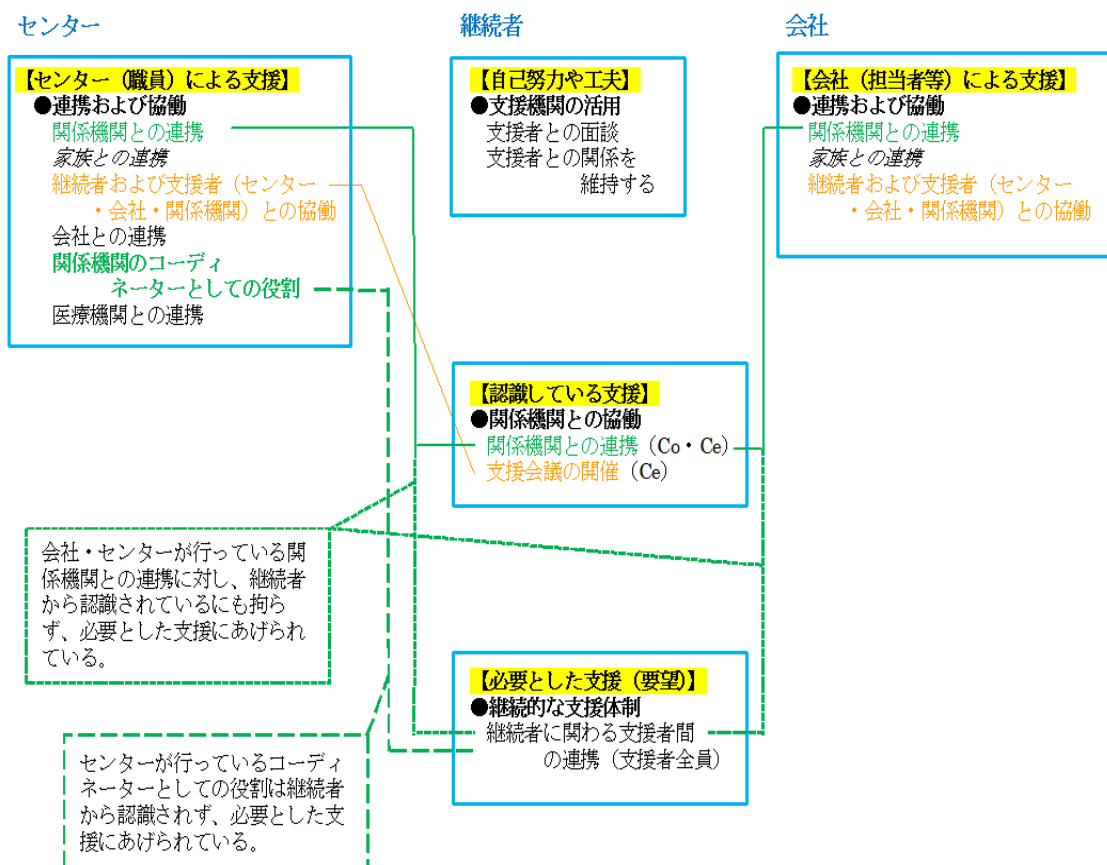 センター
継続者
会社
【センター（職員）による支援】
●連携および協働
関係機関との連携
家族との連携
継続者および支援者（センター
・会社・関係機関）との協働
会社との連携
関係機関のコーディ
ネーターとしての役割
医療機関との連携
【自己努力や工夫】
●支援機関の活用
支援者との面談
支援者との関係を
維持する
【会社（担当者等）による支援】
●連携および協働
関係機関との連携
家族との連携
継続者および支援者（センター
・会社・関係機関）との協働
【認識している支援】
●関係機関との協働
関係機関との連携（Co・Ce）
支援会議の開催（Ce）
会社・センターが行っている関
係機関との連携に対し、継続者
から認識されているにも拘ら
ず、必要とした支援にあげられ
ている。
【必要とした支援（要望）】
●継続的な支援体制
継続者に関わる支援者間
の連携（支援者全員）
センターが行っているコーディ
ネーターとしての役割は継続者
から認識されず、必要とした支
援にあげられている。